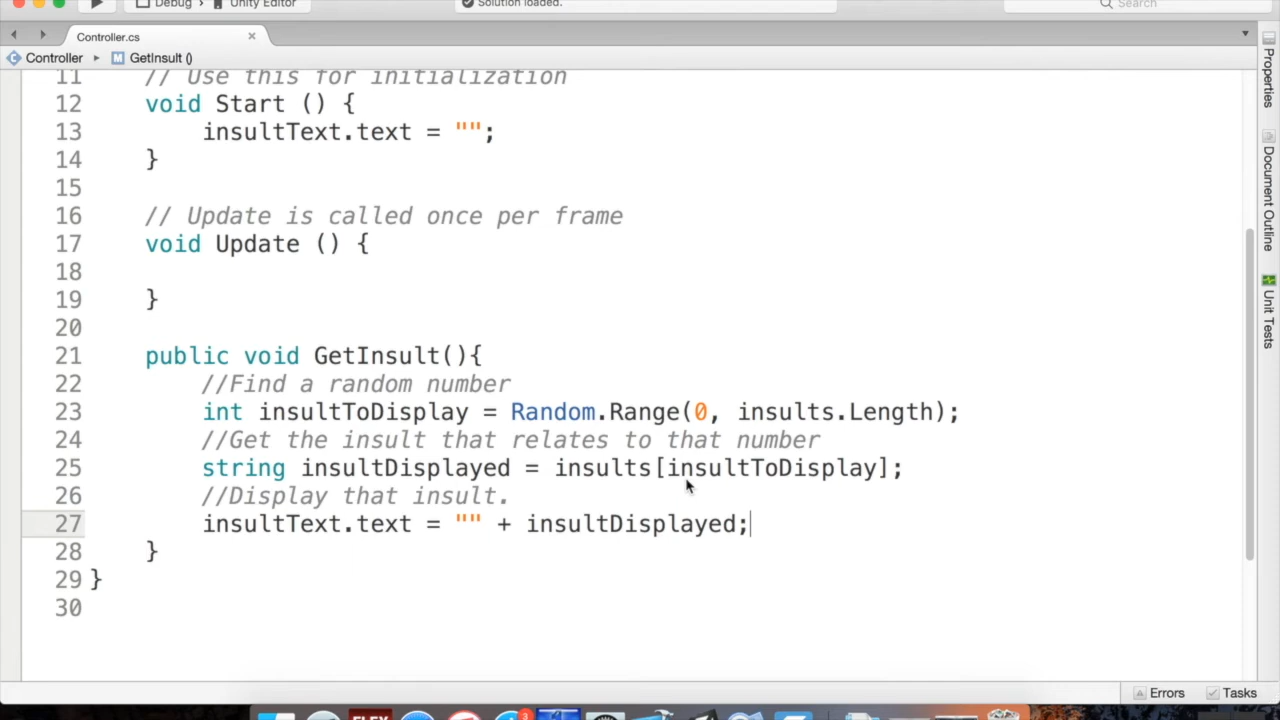 Debug > Unity Editor
Solution loaded.
Search
Controller.cs
Controller
GetInsult ()
11 // Use this for initialization
12 void Start () {
13 insultText.text = "";
14 }
15
16 // Update is called once per frame
17 void Update () {
18
19 }
20
21 public void GetInsult(){
22 //Find a random number
23 int insultToDisplay = Random.Range(0, insults.Length);
24 //Get the insult that relates to that number
25 string insultDisplayed = insults[insultToDisplay];
26 //Display that insult.
27 insultText.text = "" + insultDisplayed;
28 }
29 }
30
Properties
Document Outline
Unit Tests
Errors
Tasks
FLEX
3